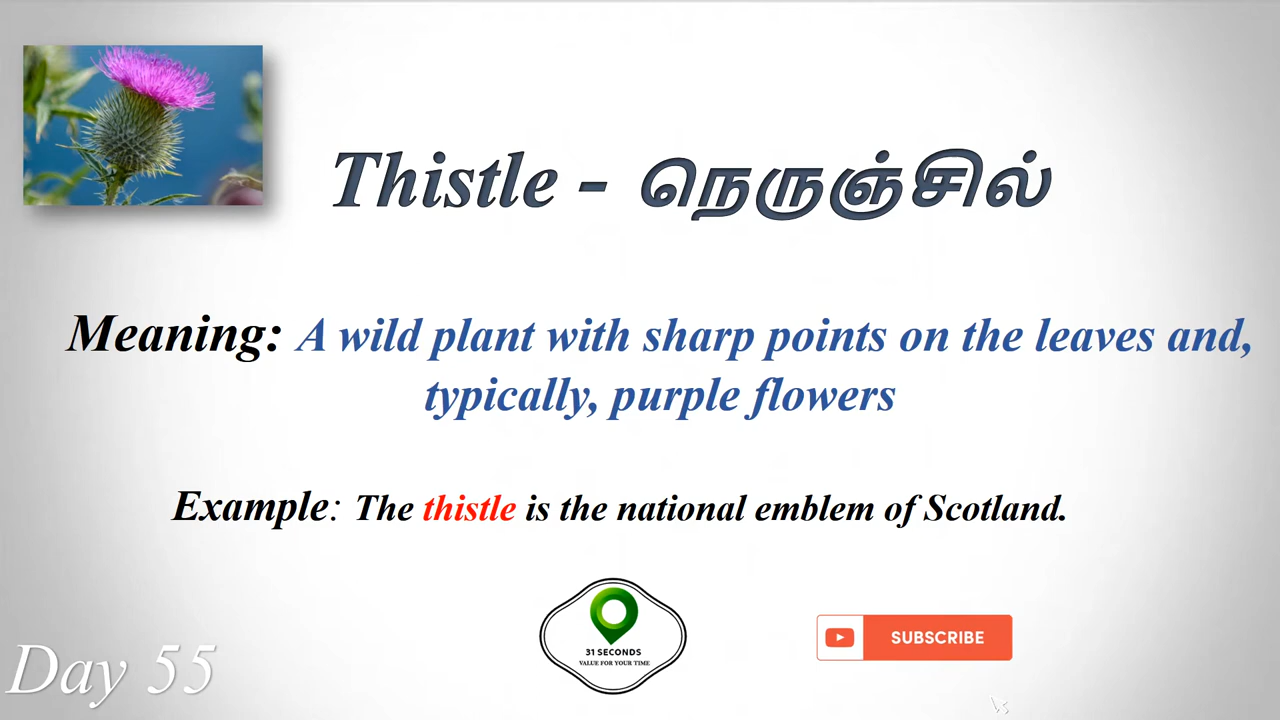 Thistle - நெருஞ்சில்
Meaning: A wild plant with sharp points on the leaves and,
typically, purple flowers
Example: The thistle is the national emblem of Scotland.
31 SECONDS
VALUE FOR YOUR TIME
SUBSCRIBE
Day 55